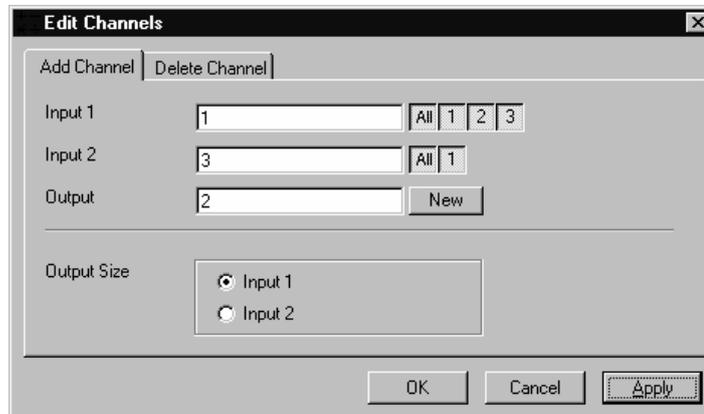 Edit Channels
Add Channel Delete Channel
Input 1 1 All 1 2 3
Input 2 3 All 1
Output 2 New
Output Size Input 1
Input 2
OK Cancel Apply